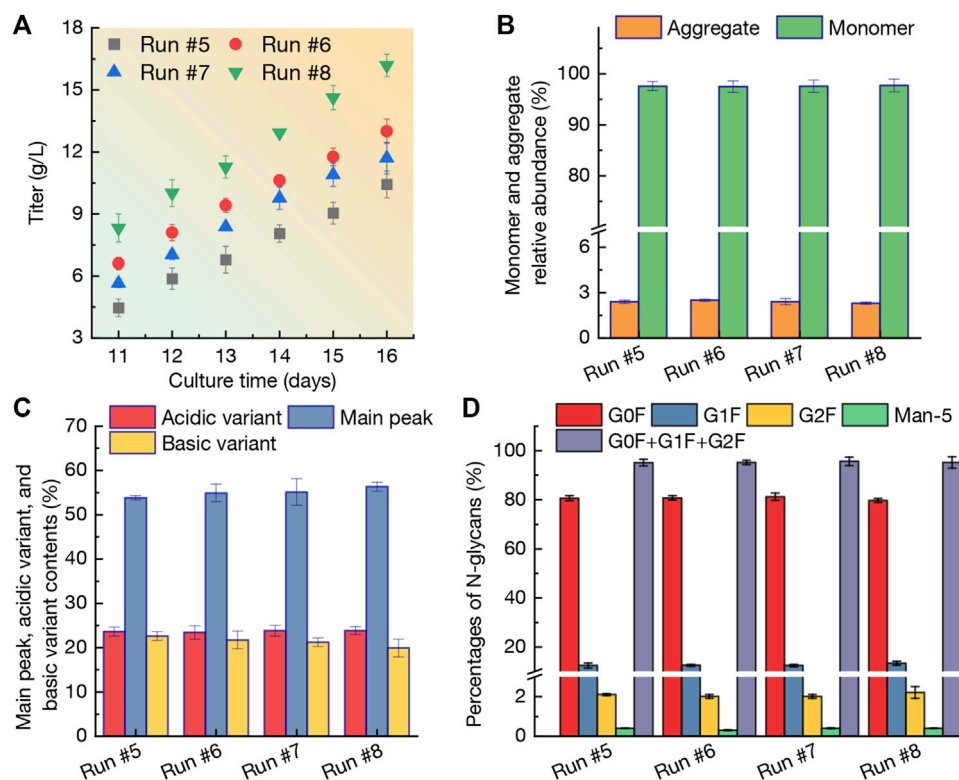 A
Run #5
Run #6
Run #7
Run #8
18
15
12
9
6
3
Titer (g/L)
11 12 13 14 15 16
Culture time (days)
B
Aggregate
Monomer
100
90
80
6
3
0
Monomer and aggregate
relative abundance (%)
Run #5 Run #6 Run #7 Run #8
C
Acidic variant
Main peak
Basic variant
70
60
50
40
30
20
10
0
Main peak, acidic variant, and
basic variant contents (%)
Run #5 Run #6 Run #7 Run #8
D
G0F
G1F
G2F
Man-5
G0F+G1F+G2F
100
80
60
40
20
2
0
Percentages of N-glycans (%)
Run #5 Run #6 Run #7 Run #8